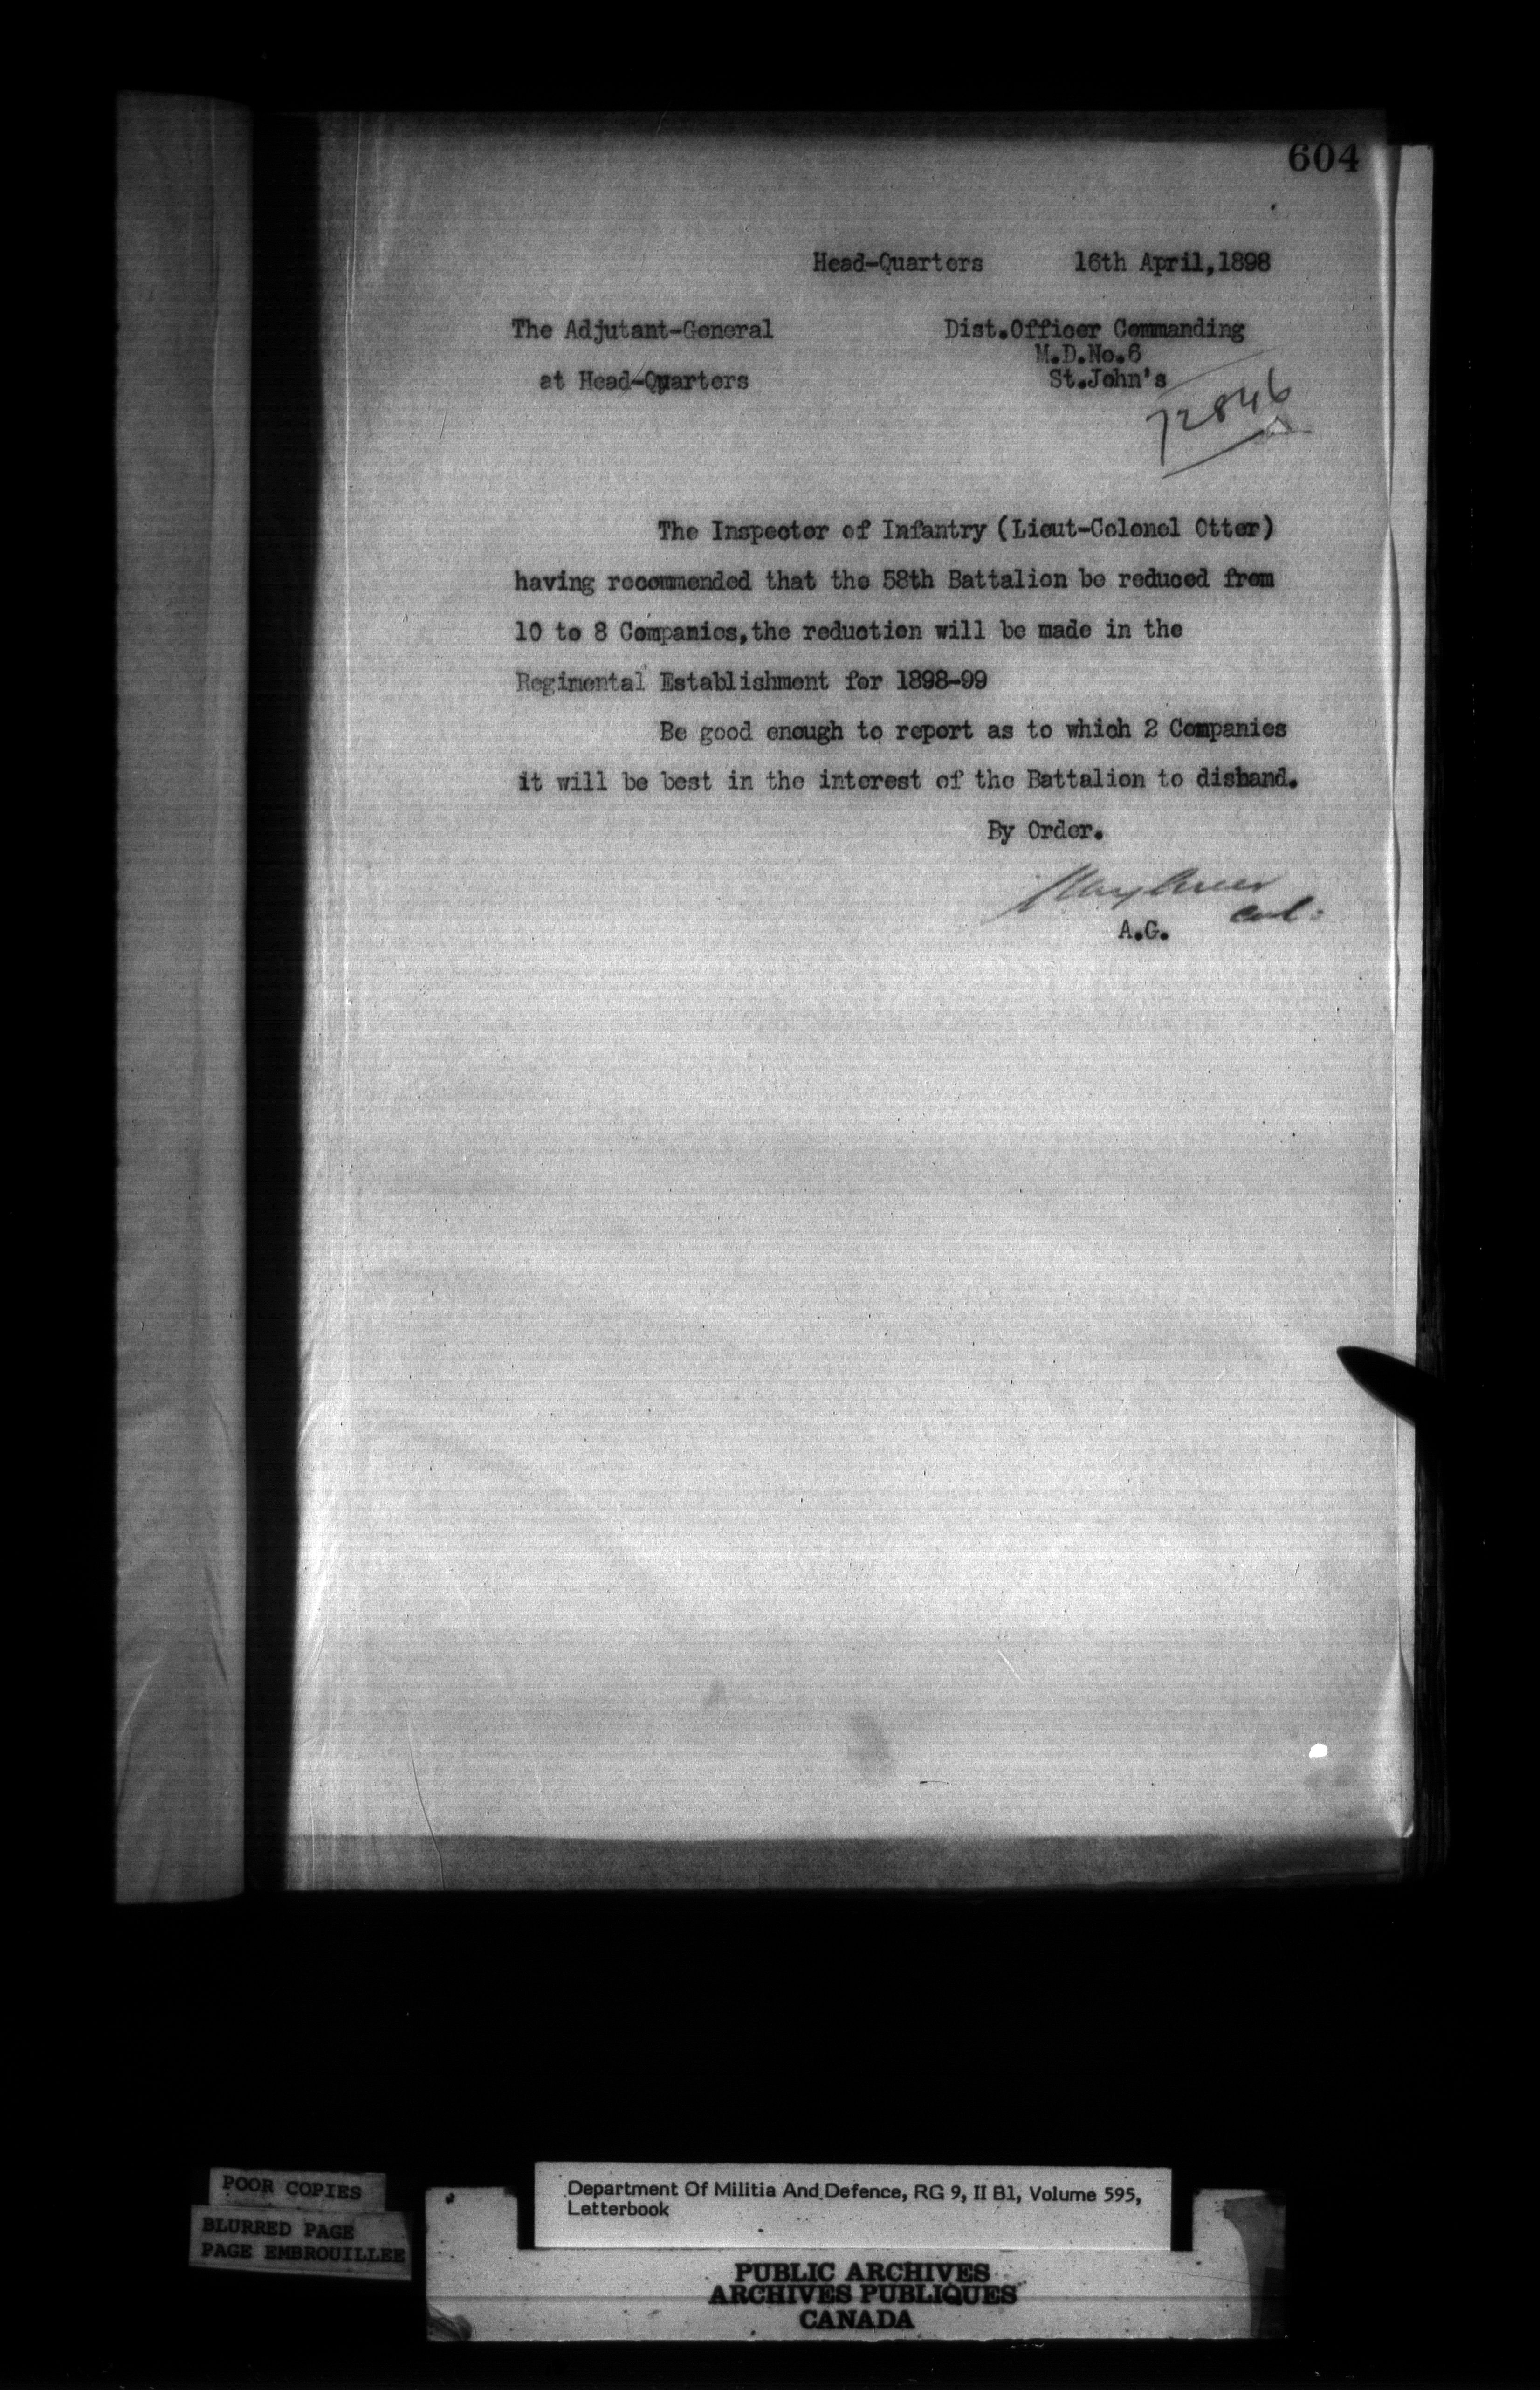 604
Head-Quarters 16th April, 1898
The Adjutant-General Dist. Officer Commanding
M.D.No.6
at Head-Quarters St.John's
72846
The Inspector of Infantry (Lieut-Colonel Otter)
having recommended that the 58th Battalion be reduced from
10 to 8 Companies, the reduction will be made in the
Regimental Establishment for 1898-99
Be good enough to report as to which 2 Companies
it will be best in the interest of the Battalion to disband.
By Order.
Col:
A.G.
POOR COPIES
BLURRED PAGE
PAGE EMBROUILLEE
Department Of Militia And Defence, RG 9, II B1, Volume 595,
Letterbook
PUBLIC ARCHIVES
ARCHIVES PUBLIQUES
CANADA